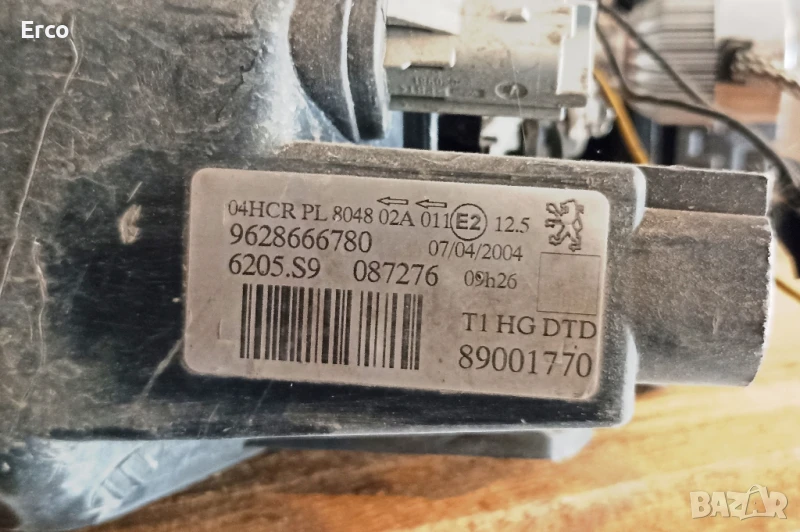 Erco
04HCR PL 8048 02A 011 E2 12.5
9628666780 07/04/2004
6205.S9 087276 09h26
T1 HG DTD
89001770
BAZAR
bg